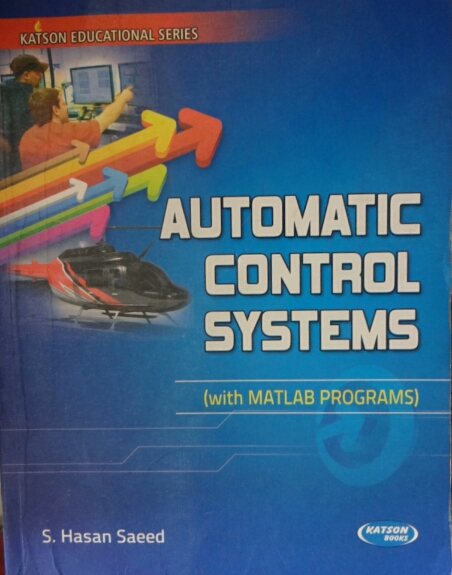 KATSON EDUCATIONAL SERIES
AUTOMATIC
CONTROL
SYSTEMS
(with MATLAB PROGRAMS)
S. Hasan Saeed
KATSON
BOOKS